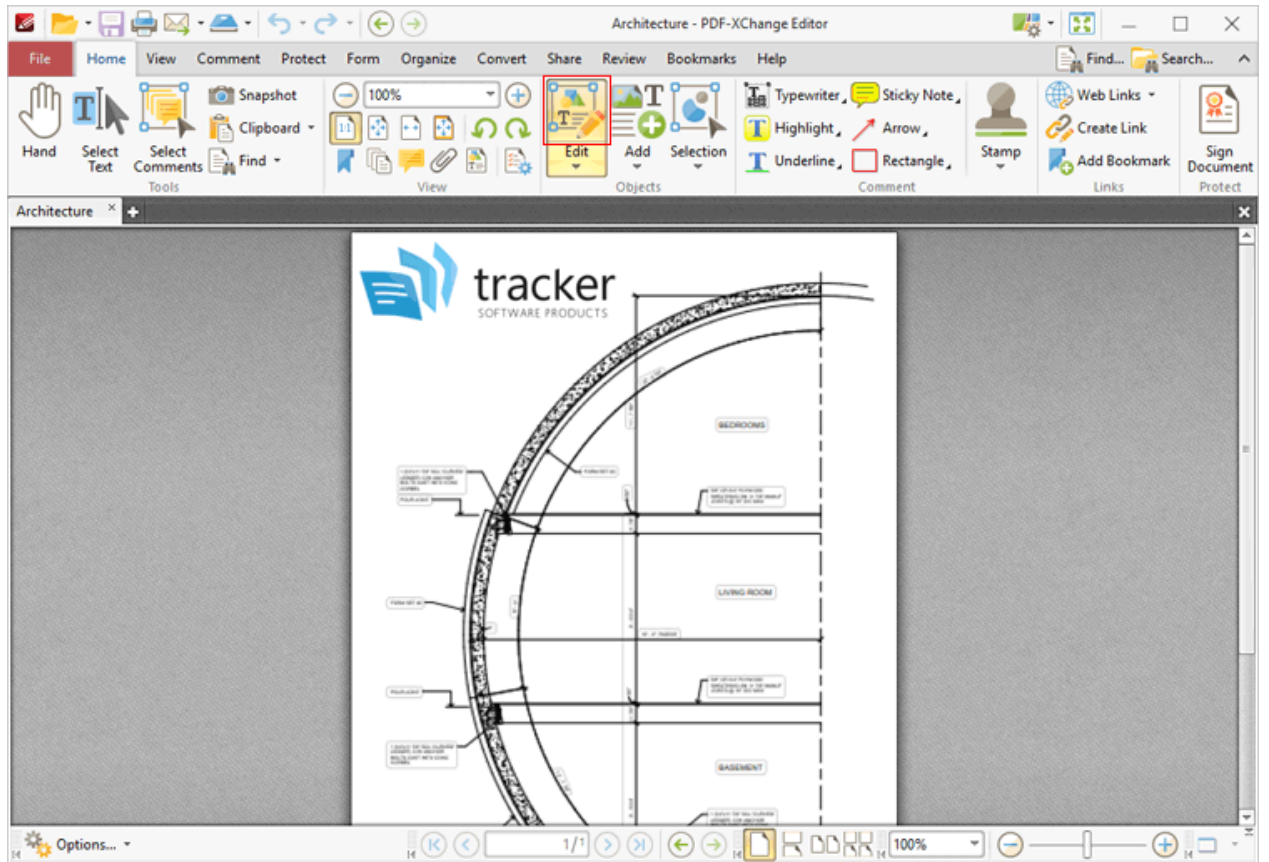 Architecture - PDF-XChange Editor
File Home View Comment Protect Form Organize Convert Share Review Bookmarks Help Find... Search...
Hand
Select Text
Select Comments
Snapshot
Clipboard
Find
Tools
100%
View
Edit
Add
Selection
Objects
Typewriter
Highlight
Underline
Sticky Note
Arrow
Rectangle
Stamp
Comment
Web Links
Create Link
Add Bookmark
Links
Sign Document
Protect
Architecture
tracker
SOFTWARE PRODUCTS
BEDROOMS
LIVING ROOM
BASEMENT
Options...
1/1
100%